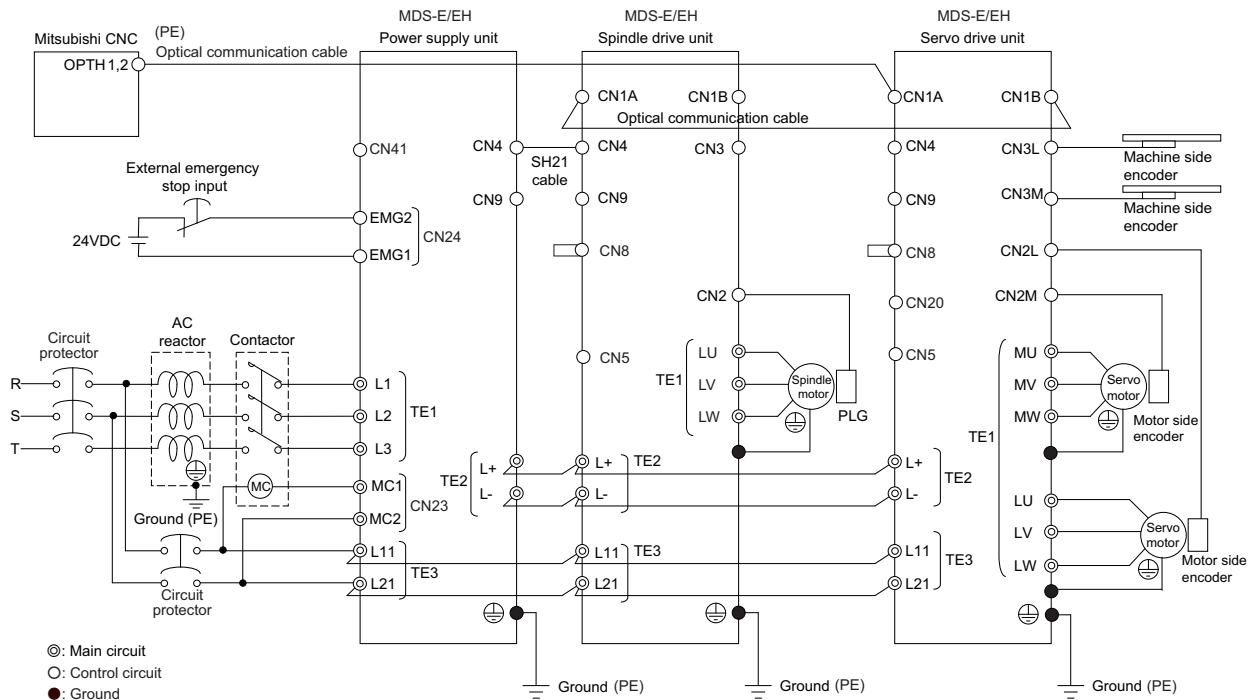 MDS-E/EH
Power supply unit
MDS-E/EH
Spindle drive unit
MDS-E/EH
Servo drive unit
Mitsubishi CNC
(PE)
Optical communication cable
OPTH 1,2
CN1A
CN1B
CN1A
CN1B
Optical communication cable
CN41
CN4
SH21
cable
CN4
CN3
CN4
CN3L
Machine side
encoder
External emergency
stop input
CN9
CN9
CN9
CN3M
Machine side
encoder
24VDC
EMG2
EMG1
CN24
CN8
CN8
CN2L
CN2
CN20
CN2M
Circuit
protector
AC
reactor
Contactor
CN5
CN5
R
S
T
L1
L2
L3
TE1
TE1
LU
LV
LW
Spindle
motor
PLG
TE1
MU
MV
MW
Servo
motor
Motor side
encoder
MC
MC1
MC2
CN23
TE2
L+
L-
L+
L-
TE2
L+
L-
TE2
LU
LV
LW
Servo
motor
Motor side
encoder
Ground (PE)
L11
L21
TE3
L11
L21
TE3
L11
L21
TE3
Circuit
protector
Ground (PE)
Ground (PE)
Ground (PE)
: Main circuit
: Control circuit
: Ground